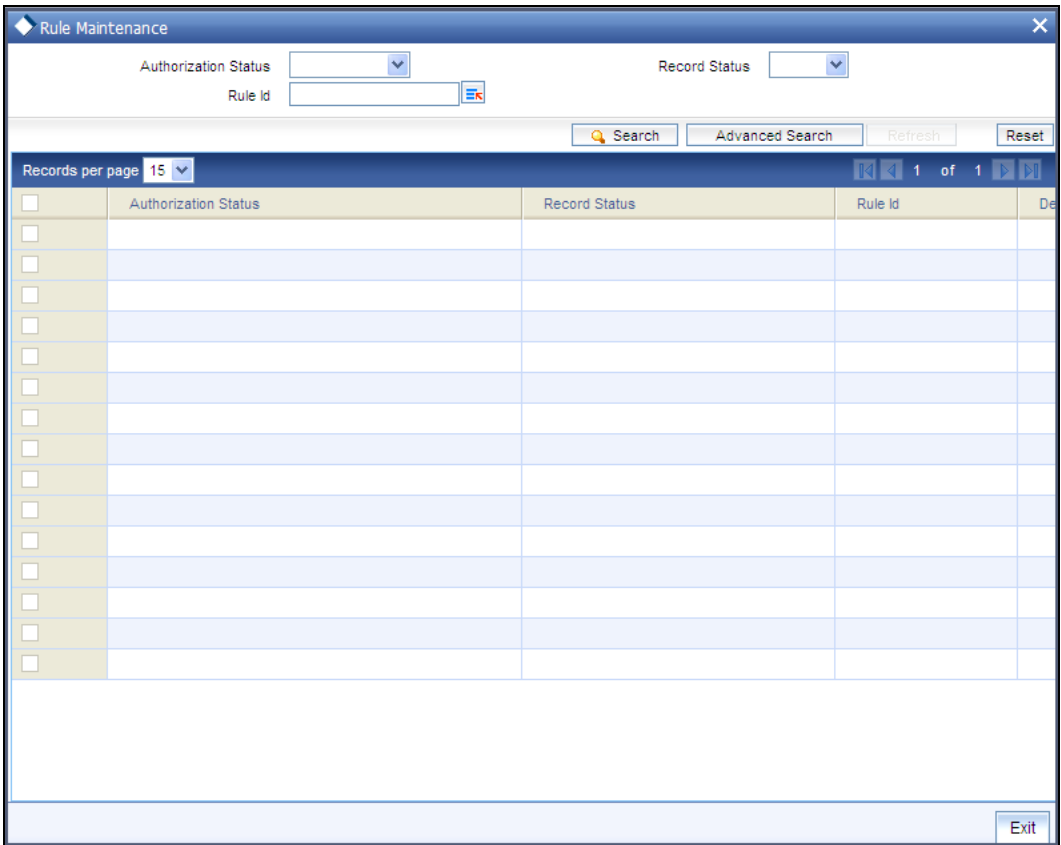 Rule Maintenance
Authorization Status
Record Status
Rule Id
Search
Advanced Search
Refresh
Reset
Records per page 15
1 of 1
Authorization Status
Record Status
Rule Id
De
Exit